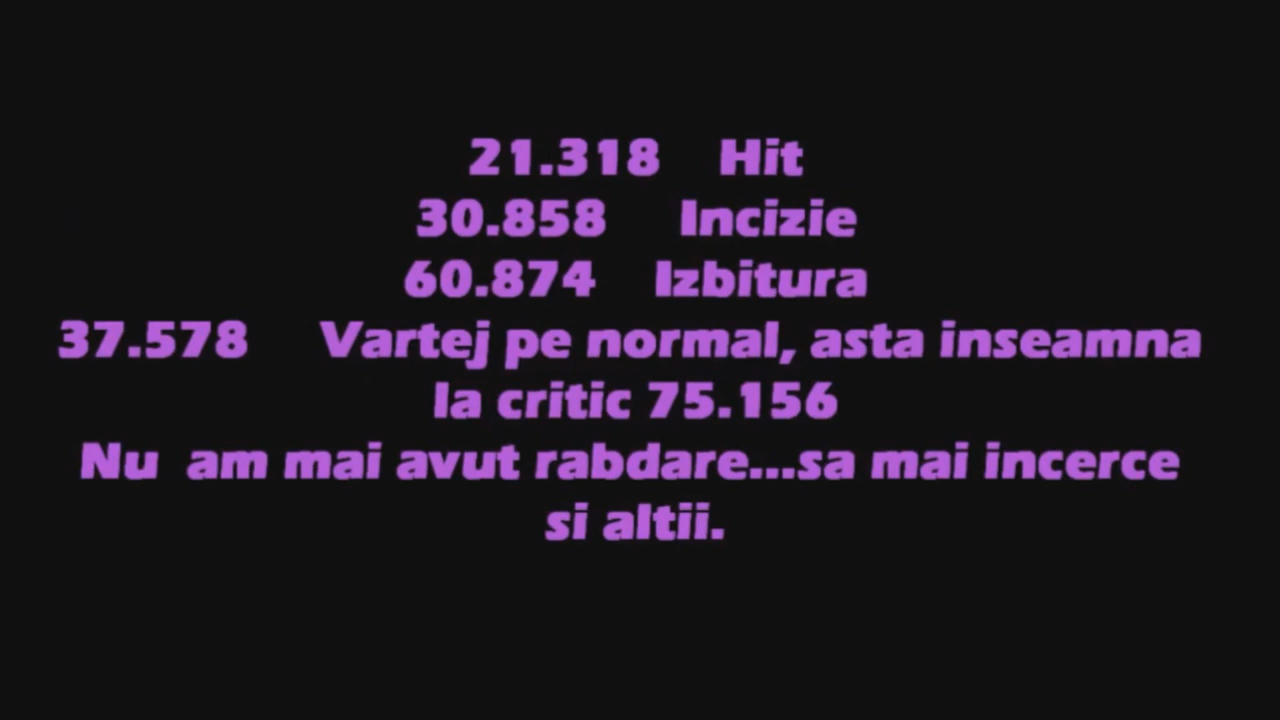 21.318 Hit
30.858 Incizie
60.874 Izbitura
37.578 Vartej pe normal, asta inseamna
la critic 75.156
Nu am mai avut rabdare...sa mai incerce
si altii.